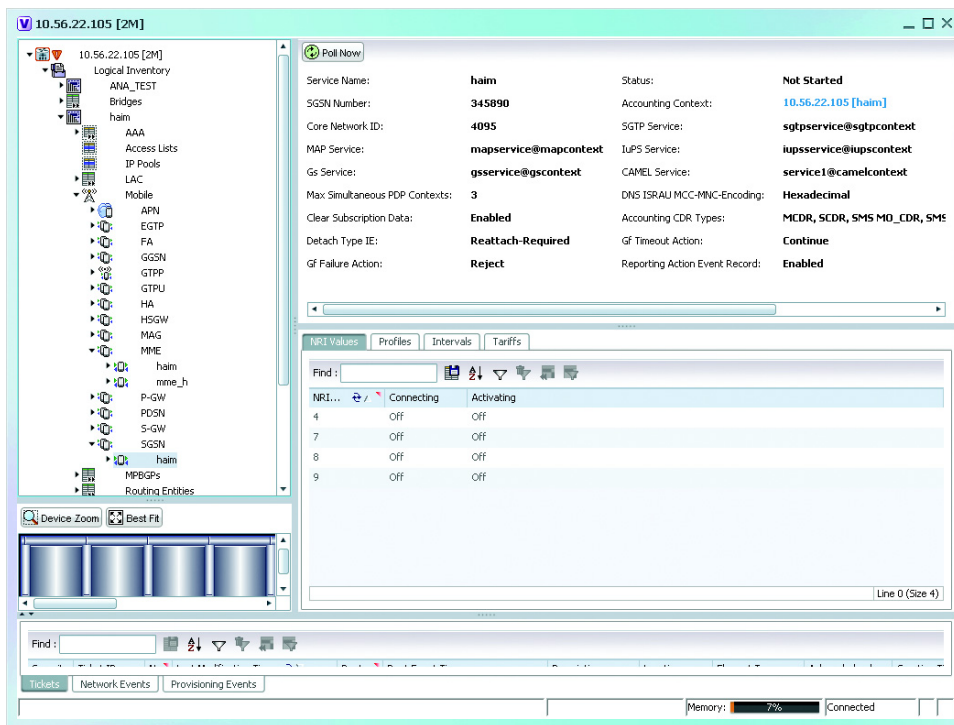 10.56.22.105 [2M]
10.56.22.105 [2M]
Logical Inventory
ANA_TEST
Bridges
haim
AAA
Access Lists
IP Pools
LAC
Mobile
APN
EGTP
FA
GGSN
GTPP
GTPU
HA
HSGW
MAG
MME
haim
mme_h
P-GW
PDSN
S-GW
SGSN
haim
MPBGPs
Routing Entities
Device Zoom Best Fit
Poll Now
Service Name: haim Status: Not Started
SGSN Number: 345890 Accounting Context: 10.56.22.105 [haim]
Core Network ID: 4095 SGTP Service: sgtpservice@sgtpcontext
MAP Service: mapservice@mapcontext IuPS Service: iupsservice@iupscontext
Gs Service: gsservice@gscontext CAMEL Service: service1@camelcontext
Max Simultaneous PDP Contexts: 3 DNS ISRAU MCC-MNC-Encoding: Hexadecimal
Clear Subscription Data: Enabled Accounting CDR Types: MCDR, SCDR, SMS MO_CDR, SMS
Detach Type IE: Reattach-Required Gf Timeout Action: Continue
Gf Failure Action: Reject Reporting Action Event Record: Enabled
NRI Values Profiles Intervals Tariffs
Find :
NRI... Connecting Activating
4 Off Off
7 Off Off
8 Off Off
9 Off Off
Line 0 (Size 4)
Find :
Tickets Network Events Provisioning Events
Memory: 7% Connected